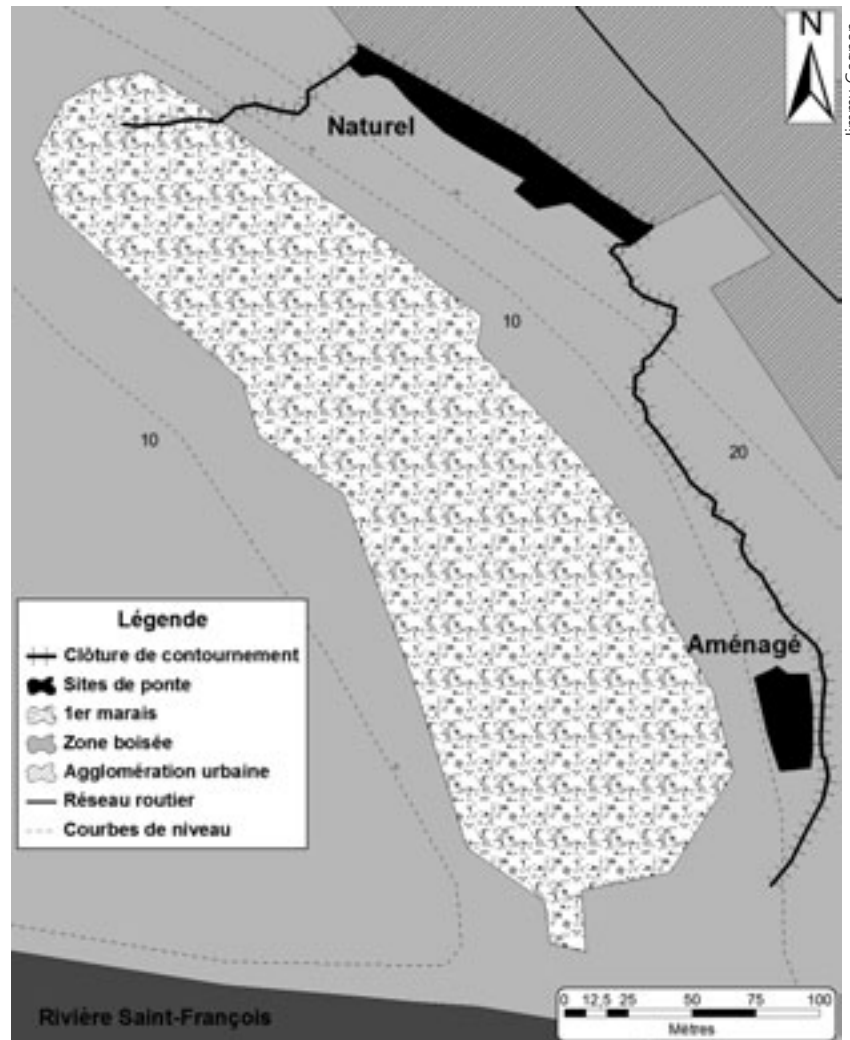 N
Naturel
10
10
20
Aménagé
Légende
Clôture de contournement
Sites de ponte
1er marais
Zone boisée
Agglomération urbaine
Réseau routier
Courbes de niveau
Rivière Saint-François
0 12,5 25 50 75 100
Mètres